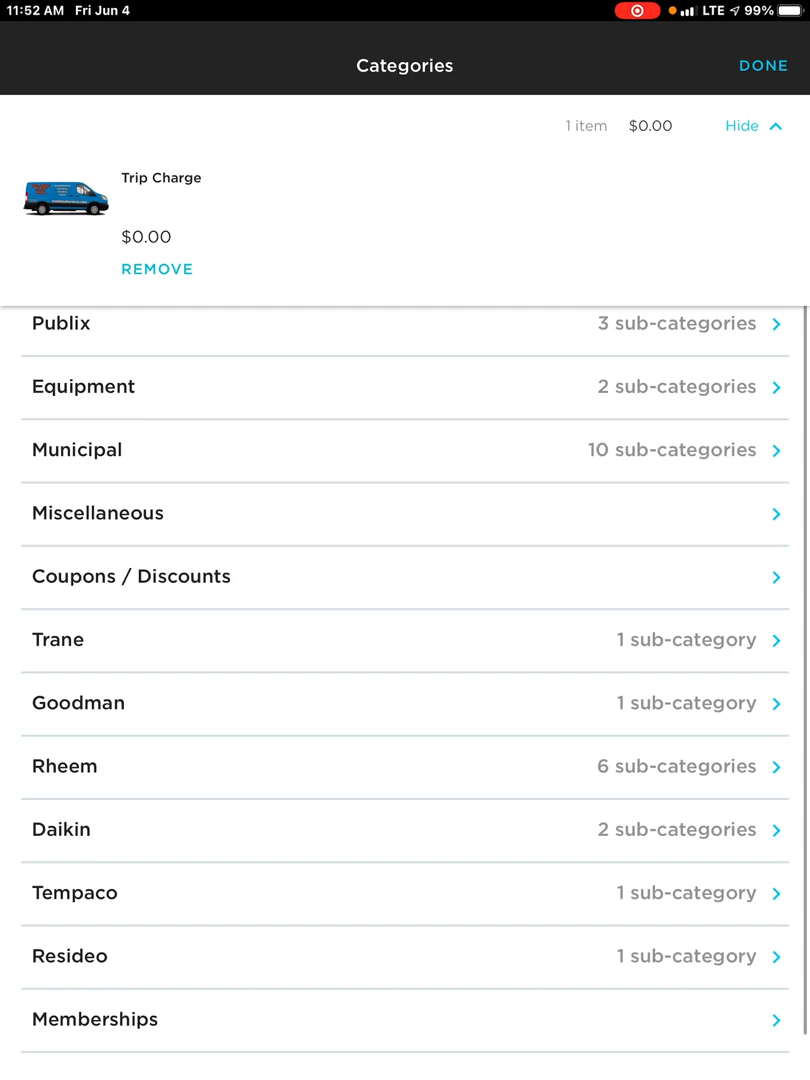 11:52 AM Fri Jun 4
LTE 99%
Categories
DONE
1 item $0.00 Hide
Trip Charge
$0.00
REMOVE
Publix 3 sub-categories
Equipment 2 sub-categories
Municipal 10 sub-categories
Miscellaneous
Coupons / Discounts
Trane 1 sub-category
Goodman 1 sub-category
Rheem 6 sub-categories
Daikin 2 sub-categories
Tempaco 1 sub-category
Resideo 1 sub-category
Memberships